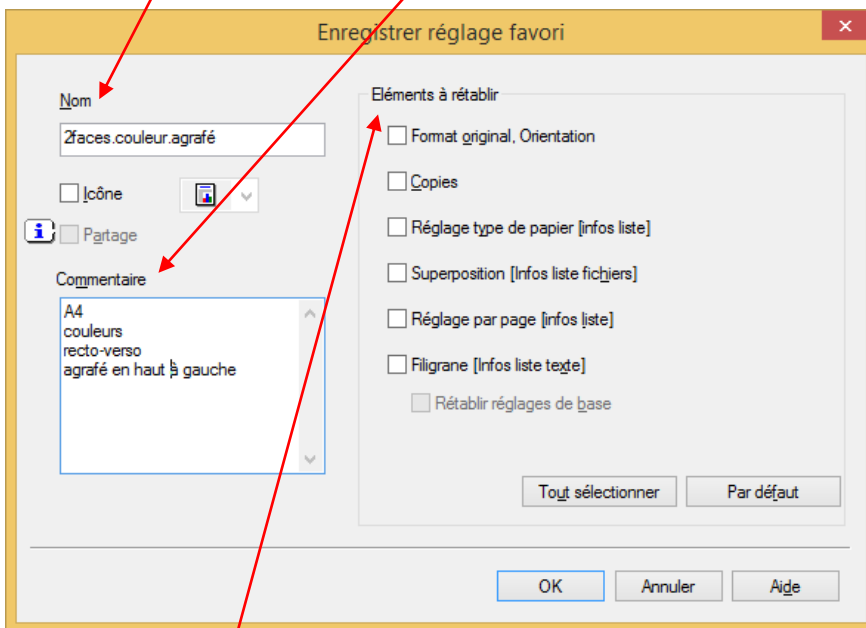 Enregistrer réglage favori
Nom
2faces.couleur.agrafé
Icône
Partage
Commentaire
A4
couleurs
recto-verso
agrafé en haut à gauche
Eléments à rétablir
Format original, Orientation
Copies
Réglage type de papier [infos liste]
Superposition [Infos liste fichiers]
Réglage par page [infos liste]
Filigrane [Infos liste texte]
Rétablir réglages de base
Tout sélectionner
Par défaut
OK
Annuler
Aide